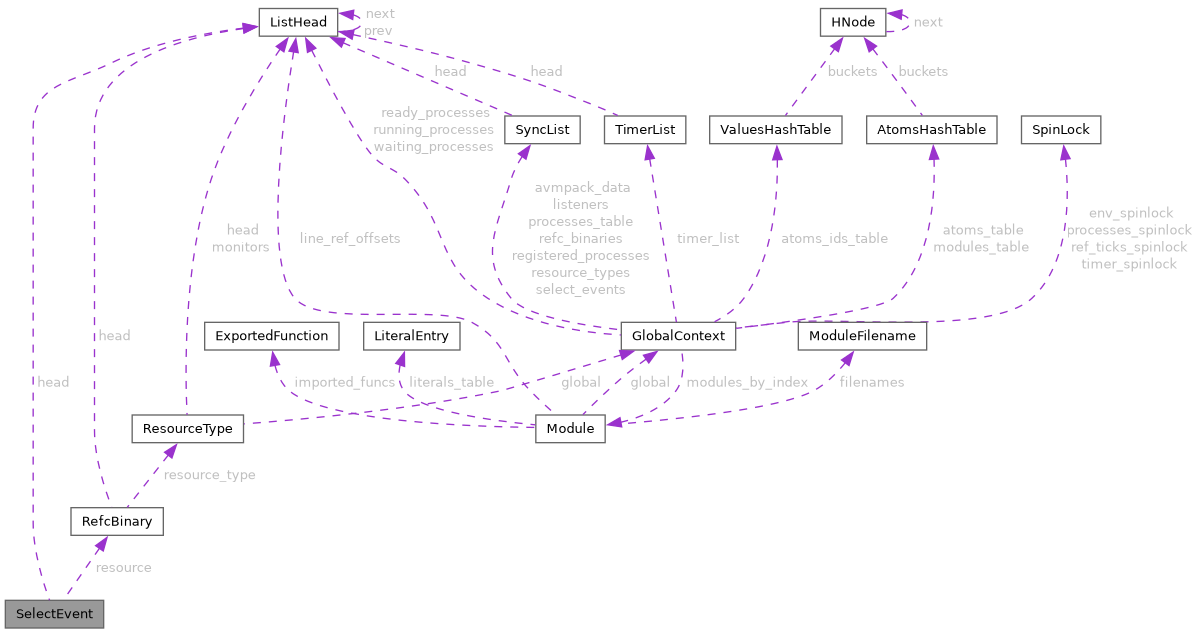 ListHead
next
prev
HNode
next
head
head
buckets
buckets
ready_processes
running_processes
waiting_processes
SyncList
TimerList
ValuesHashTable
AtomsHashTable
SpinLock
avmpack_data
listeners
processes_table
refc_binaries
registered_processes
resource_types
select_events
head
monitors
line_ref_offsets
timer_list
atoms_ids_table
atoms_table
modules_table
env_spinlock
processes_spinlock
ref_ticks_spinlock
timer_spinlock
head
ExportedFunction
LiteralEntry
GlobalContext
ModuleFilename
head
imported_funcs
literals_table
global
global
modules_by_index
filenames
ResourceType
Module
resource_type
RefcBinary
resource
SelectEvent